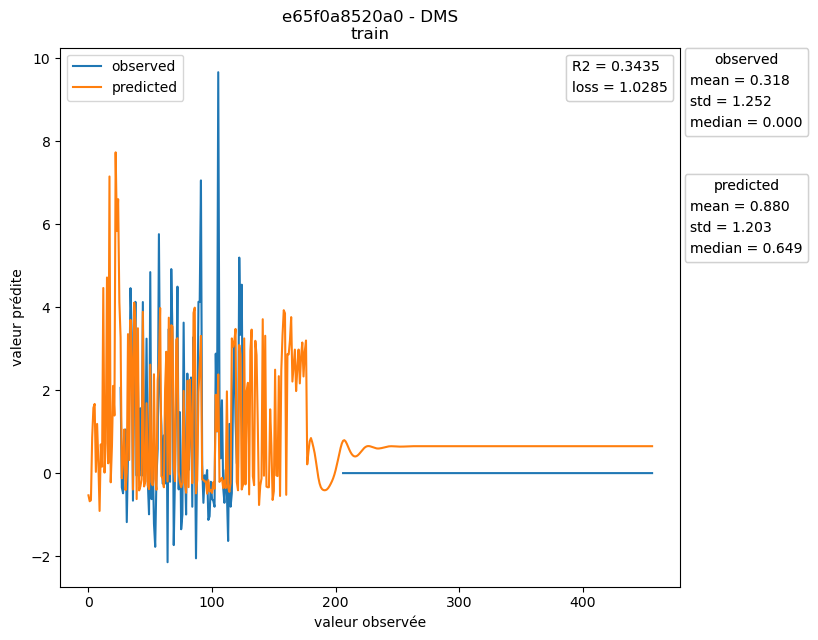 e65f0a8520a0 - DMS
train
observed
predicted
R2 = 0.3435
loss = 1.0285
observed
mean = 0.318
std = 1.252
median = 0.000
predicted
mean = 0.880
std = 1.203
median = 0.649
valeur prédite
10
8
6
4
2
0
−2
0
100
200
300
400
valeur observée